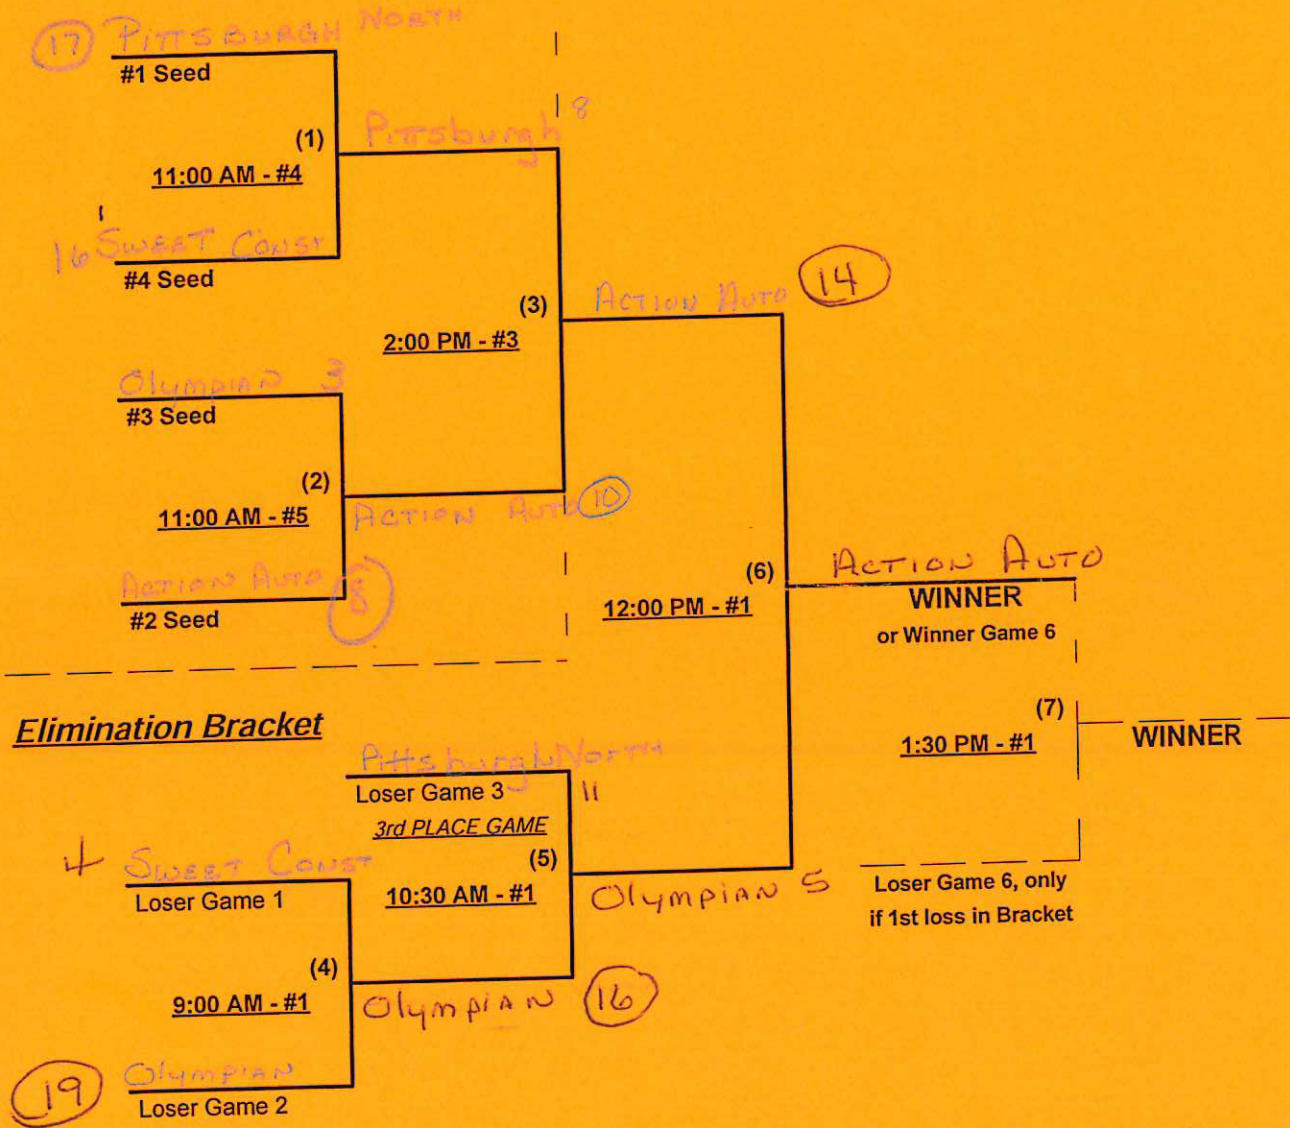 17 PITTSBURGH NORTH
#1 Seed
8
(1)
Pittsburgh
11:00 AM - #4
16 SWEET CONST
#4 Seed
ACTION AUTO 14
(3)
2:00 PM - #3
Olympian 3
#3 Seed
(2)
11:00 AM - #5
ACTION AUTO 10
ACTION AUTO 8
#2 Seed
(6)
12:00 PM - #1
ACTION AUTO
WINNER
or Winner Game 6
Elimination Bracket
(7)
1:30 PM - #1
WINNER
Pittsburgh North
Loser Game 3
11
3rd PLACE GAME
4 SWEET CONST
Loser Game 1
(5)
10:30 AM - #1
Olympian 5
Loser Game 6, only
if 1st loss in Bracket
(4)
9:00 AM - #1
Olympian 16
19 Olympian
Loser Game 2